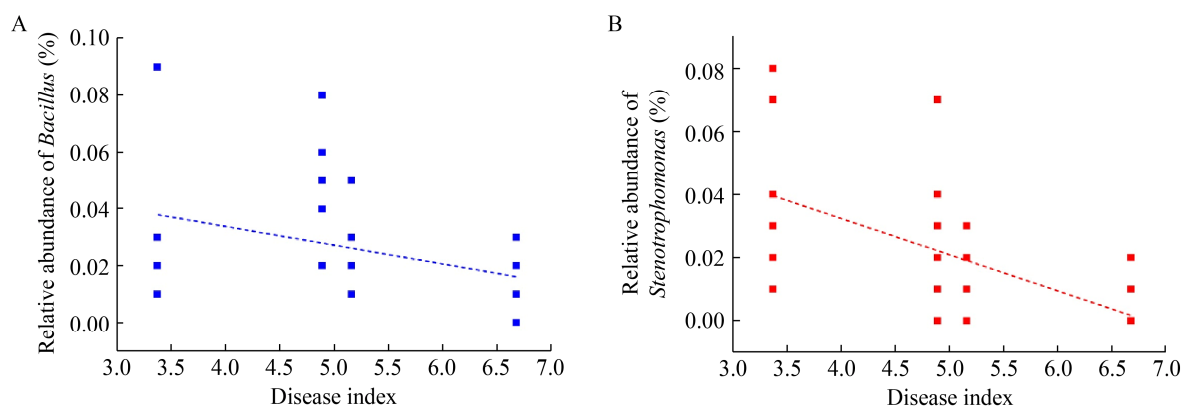 A
Relative abundance of Bacillus (%)
0.10
0.08
0.06
0.04
0.02
0.00
3.0 3.5 4.0 4.5 5.0 5.5 6.0 6.5 7.0
Disease index
B
Relative abundance of
Stenotrophomonas (%)
0.08
0.06
0.04
0.02
0.00
3.0 3.5 4.0 4.5 5.0 5.5 6.0 6.5 7.0
Disease index